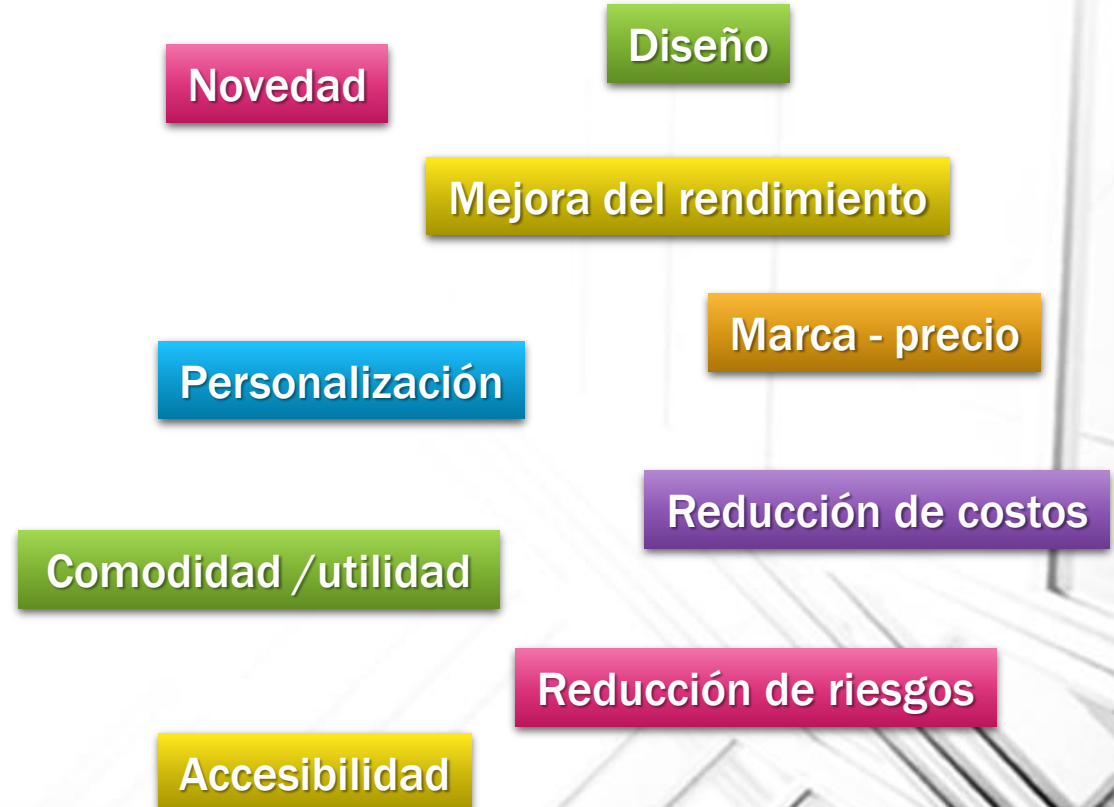 Diseño
Novedad
Mejora del rendimiento
Marca - precio
Personalización
Reducción de costos
Comodidad /utilidad
Reducción de riesgos
Accesibilidad